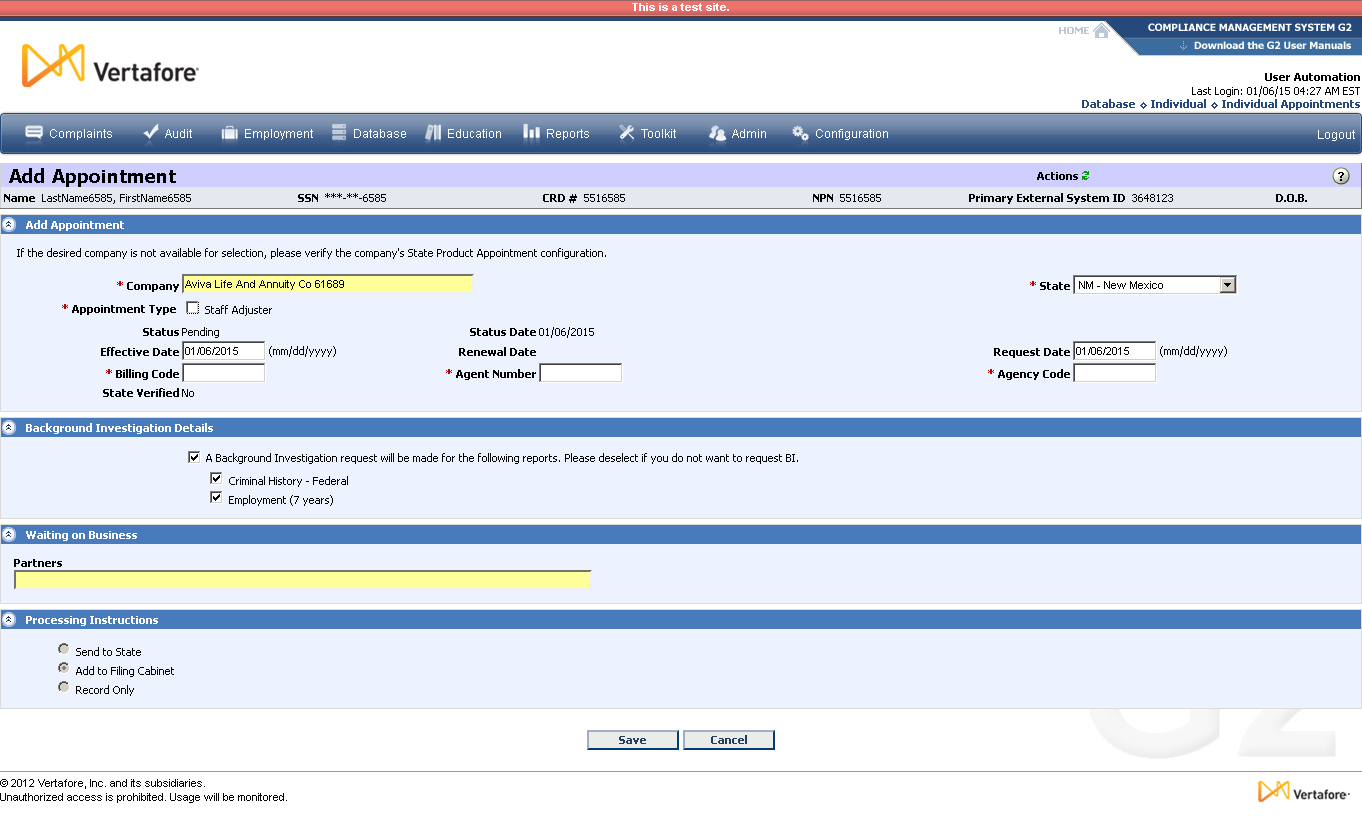 This is a test site.
HOME
COMPLIANCE MANAGEMENT SYSTEM G2
Download the G2 User Manuals
Vertafore
User Automation
Last Login: 01/06/15 04:27 AM EST
Database ⬦ Individual ⬦ Individual Appointments
Complaints Audit Employment Database Education Reports Toolkit Admin Configuration Logout
Add Appointment Actions ?
Name LastName6585, FirstName6585 SSN ***-**-6585 CRD # 5516585 NPN 5516585 Primary External System ID 3648123 D.O.B.
Add Appointment
If the desired company is not available for selection, please verify the company's State Product Appointment configuration.
* Company Aviva Life And Annuity Co 61689 * State NM - New Mexico
* Appointment Type Staff Adjuster
Status Pending Status Date 01/06/2015
Effective Date 01/06/2015 (mm/dd/yyyy) Renewal Date Request Date 01/06/2015 (mm/dd/yyyy)
* Billing Code * Agent Number * Agency Code
State Verified No
Background Investigation Details
A Background Investigation request will be made for the following reports. Please deselect if you do not want to request BI.
Criminal History - Federal
Employment (7 years)
Waiting on Business
Partners
Processing Instructions
Send to State
Add to Filing Cabinet
Record Only
G2
Save Cancel
© 2012 Vertafore, Inc. and its subsidiaries.
Unauthorized access is prohibited. Usage will be monitored.
Vertafore